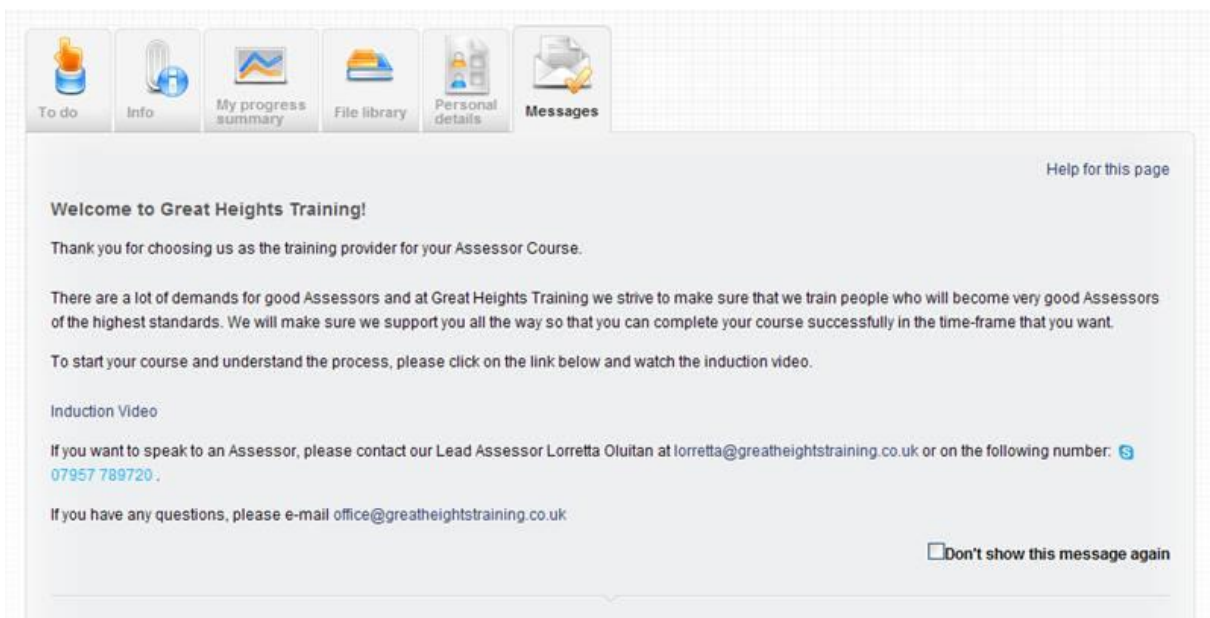 To do
Info
My progress
summary
File library
Personal
details
Messages
Help for this page
Welcome to Great Heights Training!
Thank you for choosing us as the training provider for your Assessor Course.
There are a lot of demands for good Assessors and at Great Heights Training we strive to make sure that we train people who will become very good Assessors
of the highest standards. We will make sure we support you all the way so that you can complete your course successfully in the time-frame that you want.
To start your course and understand the process, please click on the link below and watch the induction video.
Induction Video
If you want to speak to an Assessor, please contact our Lead Assessor Lorretta Oluitan at lorretta@greatheightstraining.co.uk or on the following number:
07957 789720 .
If you have any questions, please e-mail office@greatheightstraining.co.uk
Don't show this message again